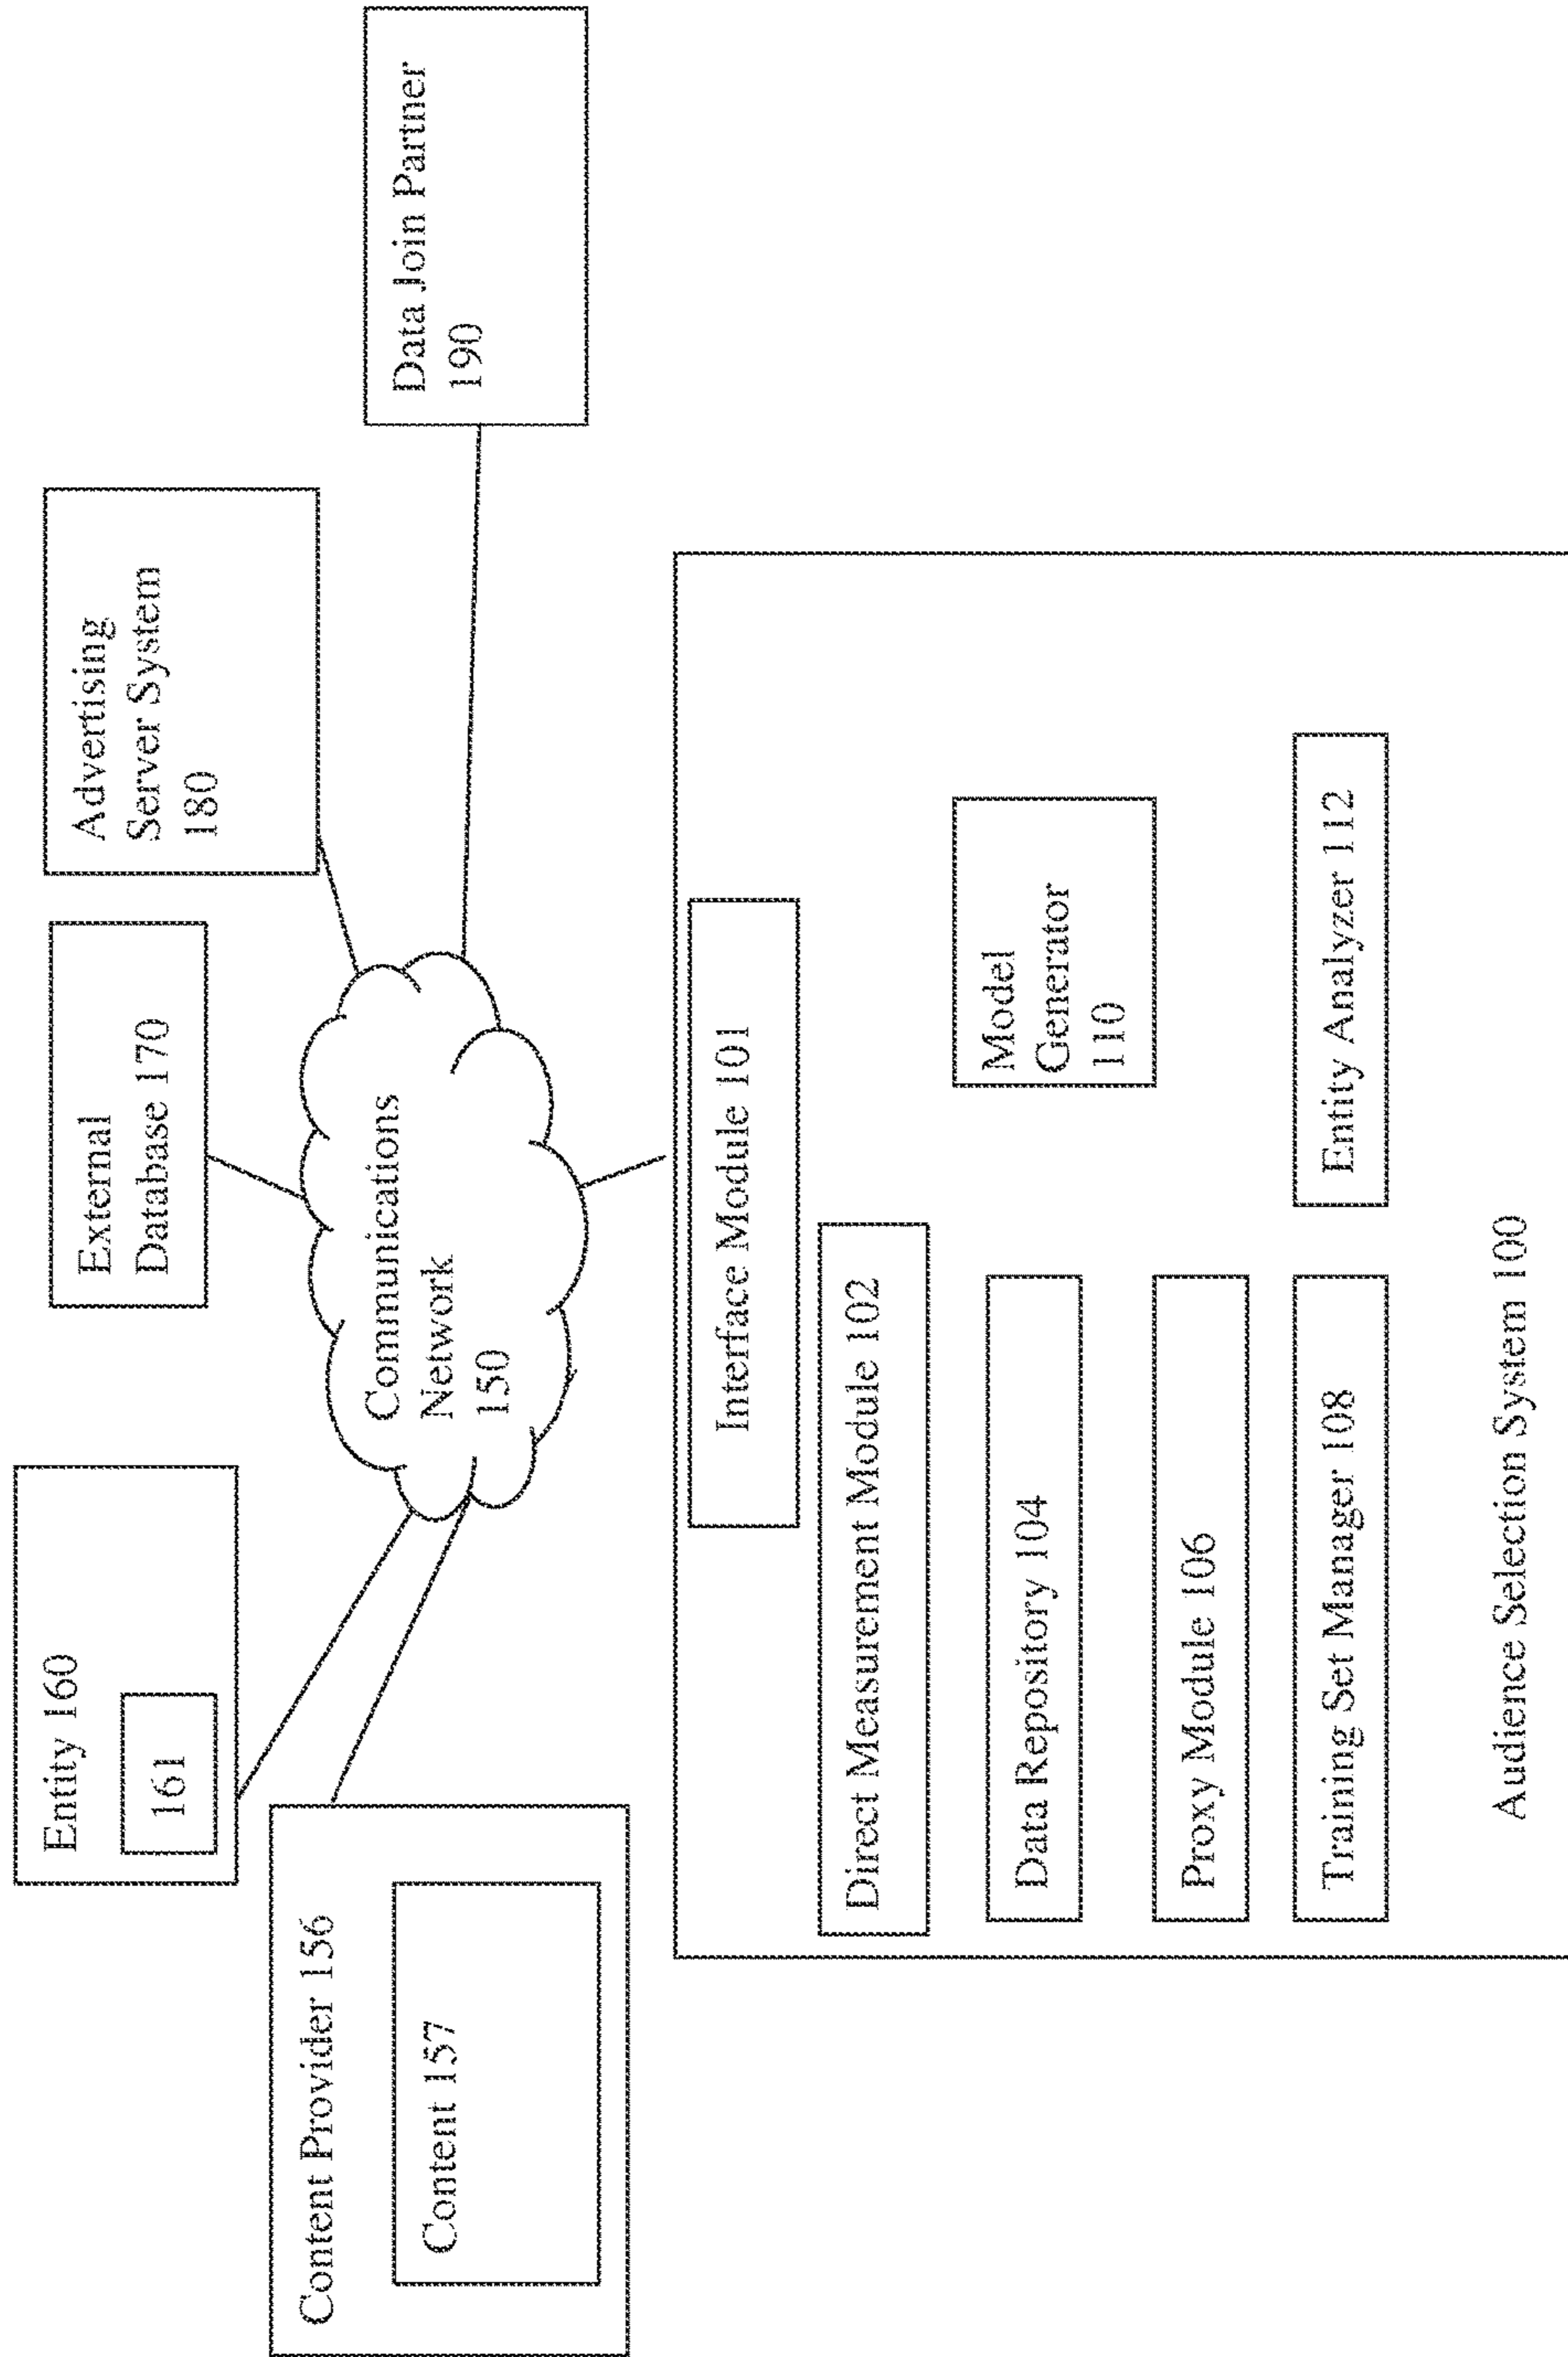 Entity 160
161
Content Provider 156
Content 157
External
Database 170
Advertising
Server System
180
Data Join Partner
190
Communications
Network
150
Interface Module 101
Direct Measurement Module 102
Data Repository 104
Model
Generator
110
Proxy Module 106
Training Set Manager 108
Entity Analyzer 112
Audience Selection System 100